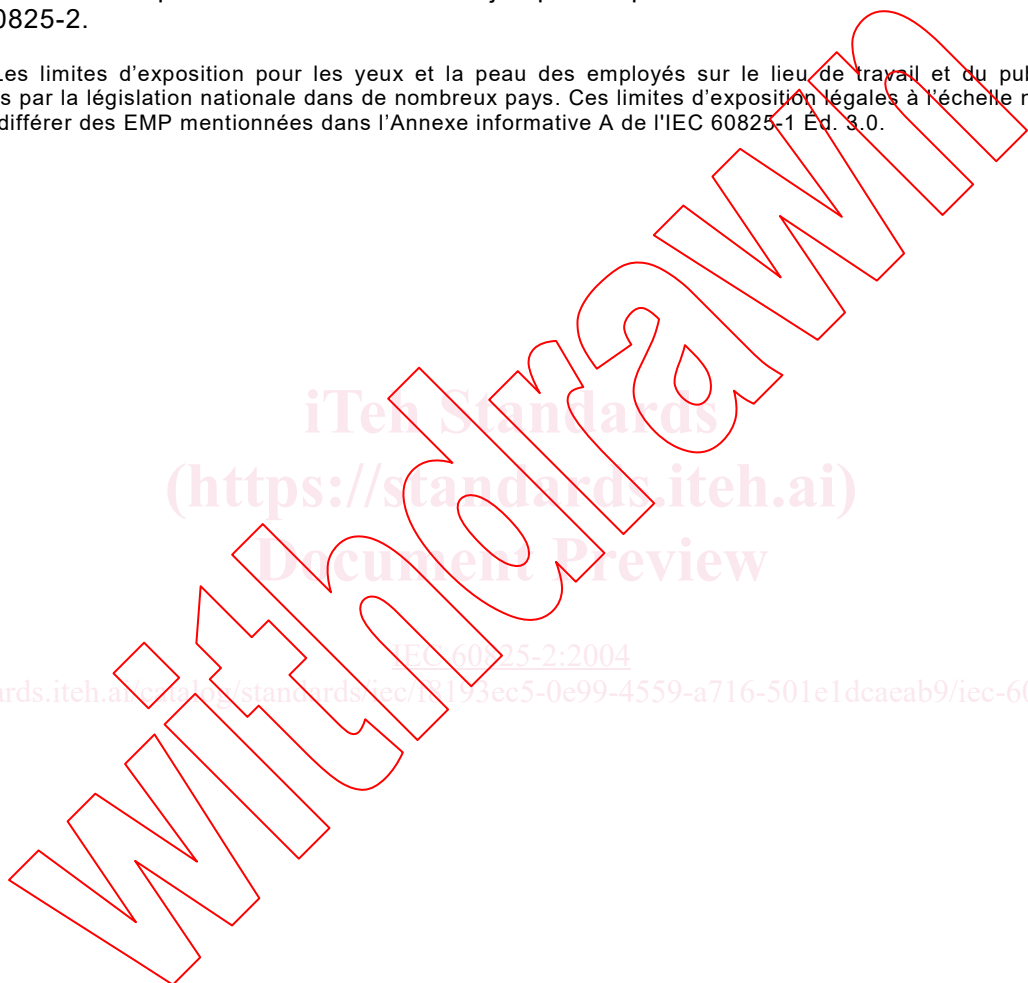 0825-2.
Les limites d'exposition pour les yeux et la peau des employés sur le lieu de travail et du pu
s par la législation nationale dans de nombreux pays. Ces limites d'exposition légales à l'échelle
différer des EMP mentionnées dans l'Annexe informative A de l'IEC 60825-1 Éd. 3.0.
iTeh Standards
(https://standards.iteh.ai)
Document Preview
IEC 60825-2:2004
ards.iteh.ai/catalog/standards/iec/f8193ec5-0e99-4559-a716-501e1dcaeab9/iec-60
withdrawn